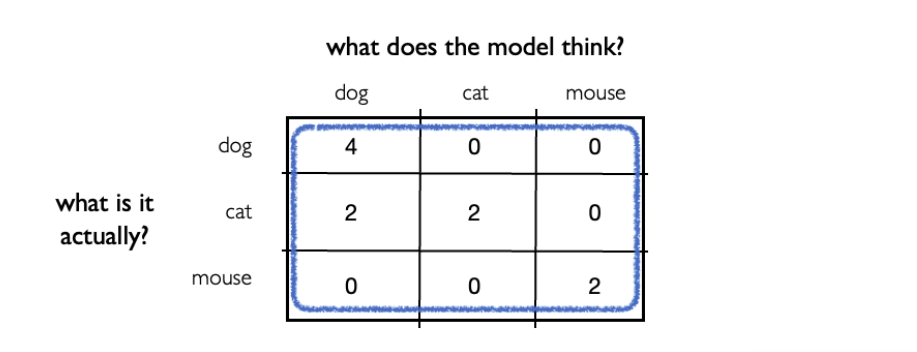 what does the model think?
dog cat mouse
dog 4 0 0
what is it
actually?
cat 2 2 0
mouse 0 0 2